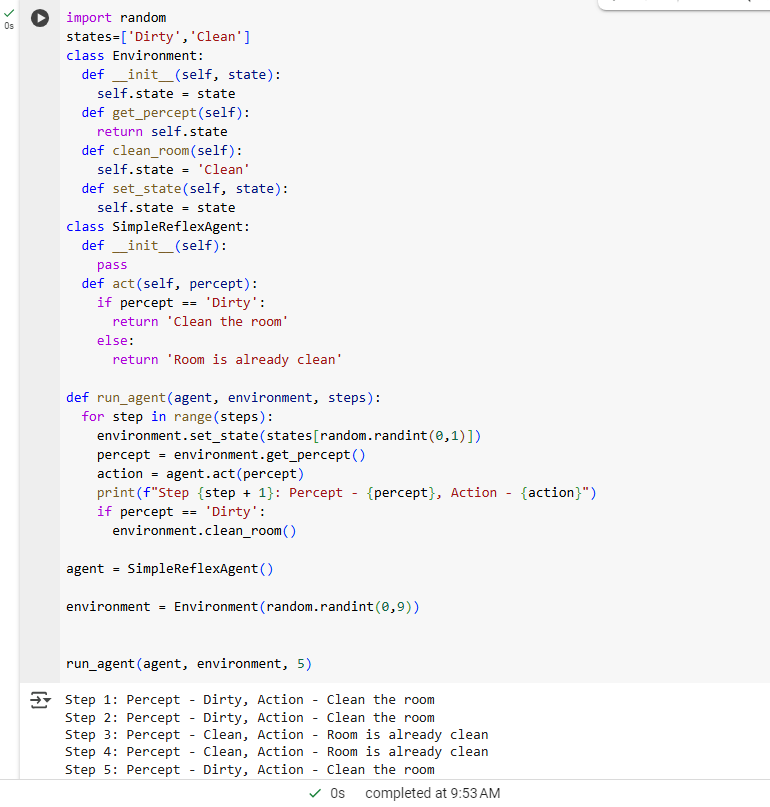 0s
import random
states=['Dirty','Clean']
class Environment:
  def __init__(self, state):
    self.state = state
  def get_percept(self):
    return self.state
  def clean_room(self):
    self.state = 'Clean'
  def set_state(self, state):
    self.state = state
class SimpleReflexAgent:
  def __init__(self):
    pass
  def act(self, percept):
    if percept == 'Dirty':
      return 'Clean the room'
    else:
      return 'Room is already clean'

def run_agent(agent, environment, steps):
  for step in range(steps):
    environment.set_state(states[random.randint(0,1)])
    percept = environment.get_percept()
    action = agent.act(percept)
    print(f"Step {step + 1}: Percept - {percept}, Action - {action}")
    if percept == 'Dirty':
      environment.clean_room()

agent = SimpleReflexAgent()

environment = Environment(random.randint(0,9))

run_agent(agent, environment, 5)
Step 1: Percept - Dirty, Action - Clean the room
Step 2: Percept - Dirty, Action - Clean the room
Step 3: Percept - Clean, Action - Room is already clean
Step 4: Percept - Clean, Action - Room is already clean
Step 5: Percept - Dirty, Action - Clean the room
0s completed at 9:53 AM